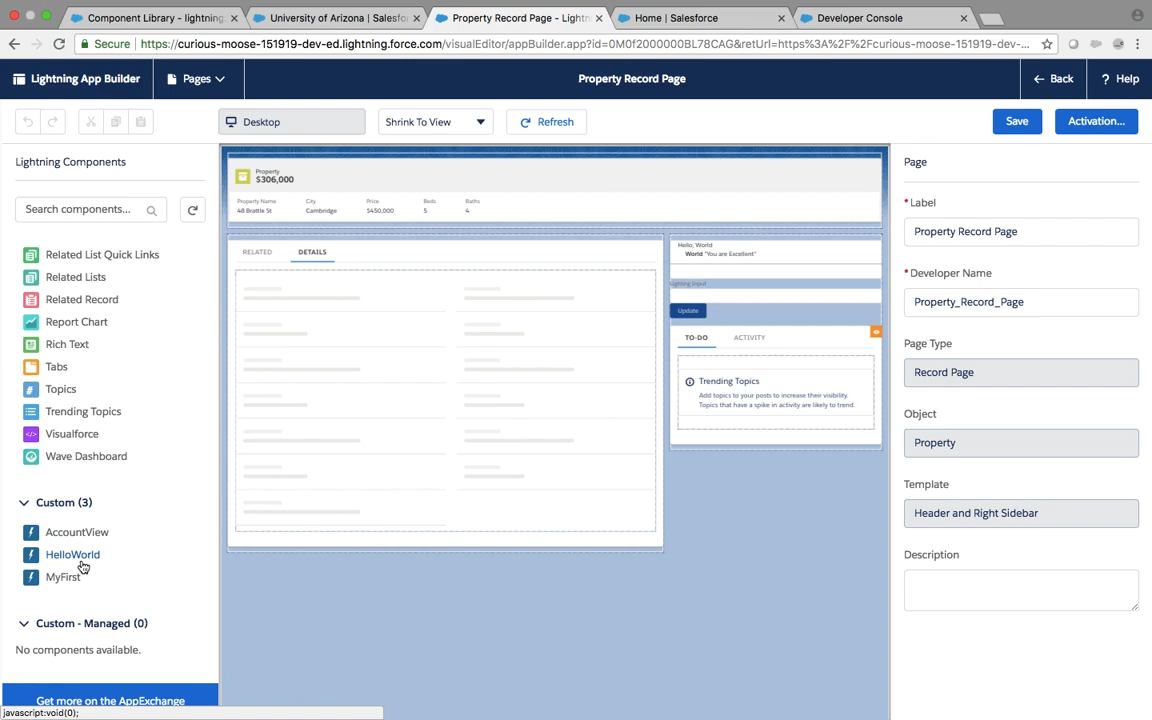 Component Library - lightning
University of Arizona | Salesfor
Property Record Page - Lightn
Home | Salesforce
Developer Console
Secure
https://curious-moose-151919-dev-ed.lightning.force.com/visualEditor/appBuilder.app?id=0M0f2000000BL78CAG&retUrl=https%3A%2F%2Fcurious-moose-151919-dev-...
Lightning App Builder
Pages
Property Record Page
Back
? Help
Desktop
Shrink To View
Refresh
Save
Activation...
Lightning Components
Search components...
Related List Quick Links
Related Lists
Related Record
Report Chart
Rich Text
Tabs
Topics
Trending Topics
Visualforce
Wave Dashboard
Custom (3)
AccountView
HelloWorld
MyFirst
Custom - Managed (0)
No components available.
Get more on the AppExchange
javascript:void(0);
Property
$306,000
Property Name City Price Beds Baths
48 Brattle St Cambridge $450,000 5 4
RELATED DETAILS
Hello, World
World "You are Excellent"
Lighting Input
Update
TO-DO ACTIVITY
Trending Topics
Add topics to your posts to increase their visibility.
Topics that have a spike in activity are likely to trend.
Page
*Label
Property Record Page
*Developer Name
Property_Record_Page
Page Type
Record Page
Object
Property
Template
Header and Right Sidebar
Description